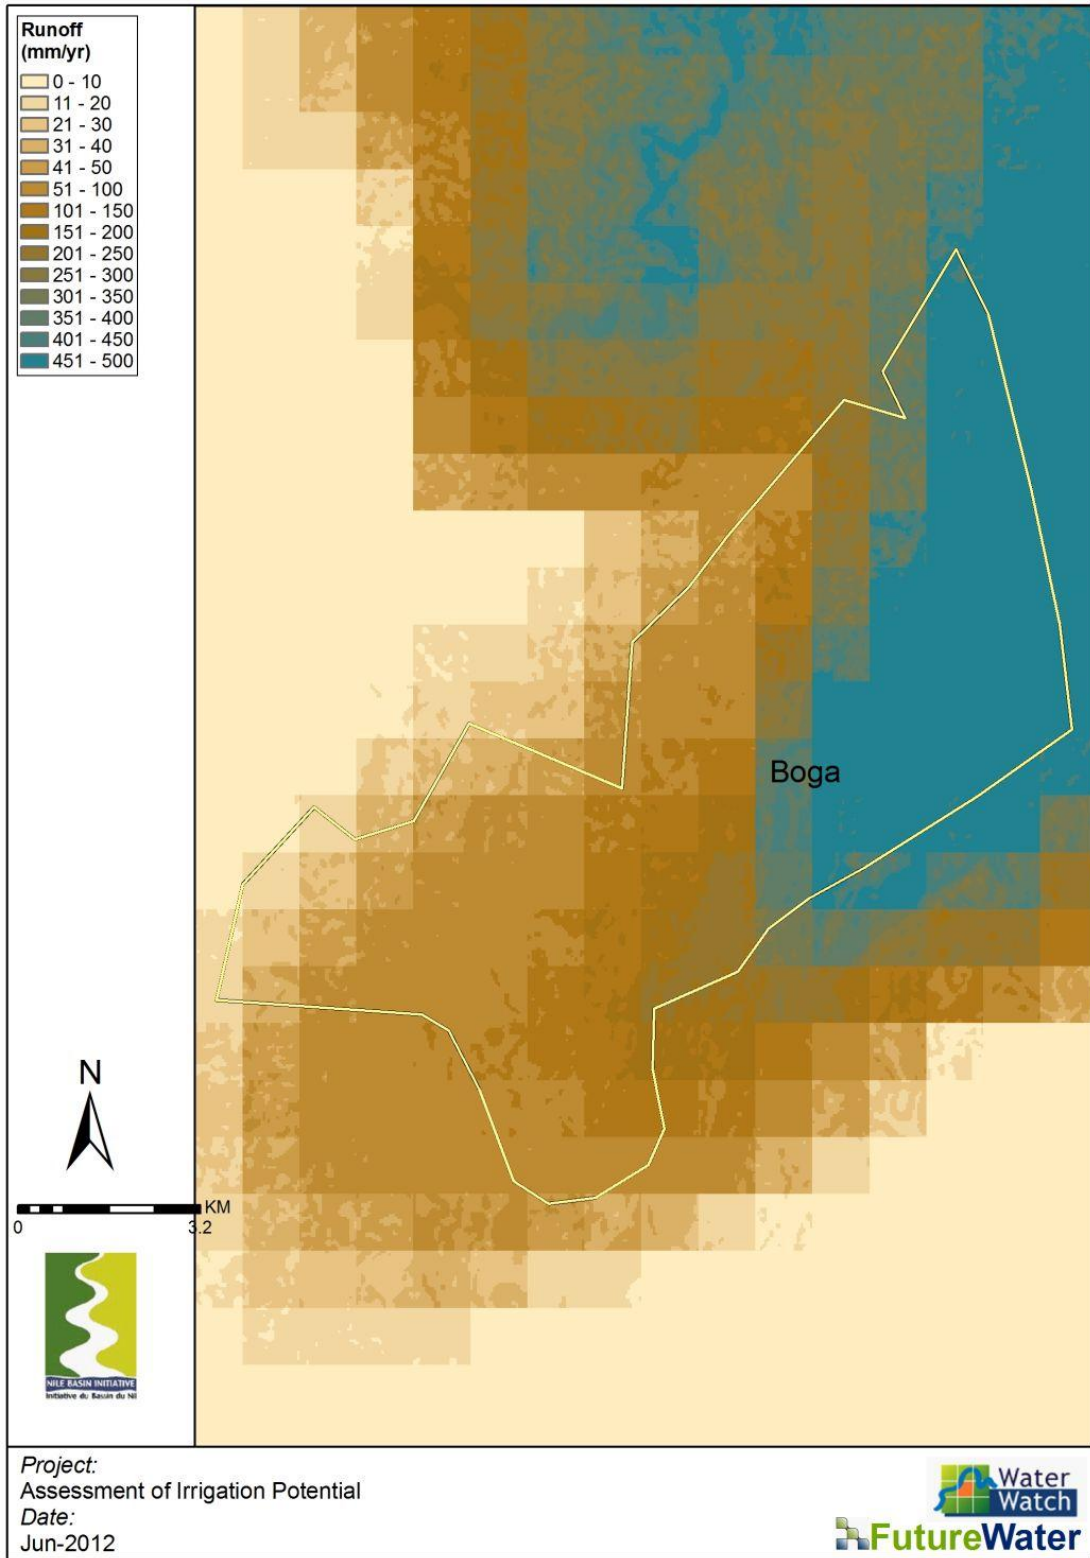 Runoff
(mm/yr)
0 - 10
11 - 20
21 - 30
31 - 40
41 - 50
51 - 100
101 - 150
151 - 200
201 - 250
251 - 300
301 - 350
351 - 400
401 - 450
451 - 500
Boga
N
KM
0 3.2
NILE BASIN INITIATIVE
Initiative du Bassin du Nil
Project:
Assessment of Irrigation Potential
Date:
Jun-2012
Water
Watch
FutureWater